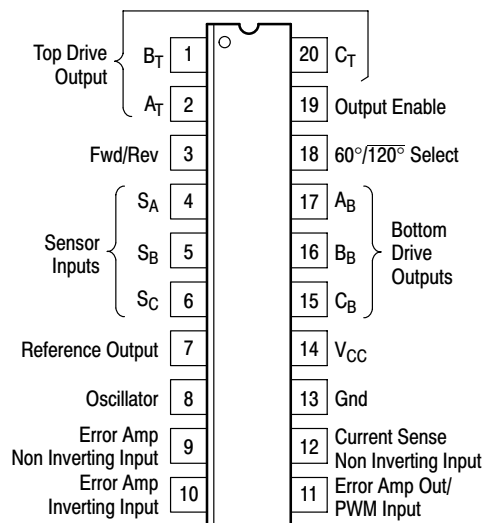 Top Drive
Output
B_T 1
A_T 2
Fwd/Rev 3
Sensor
Inputs
S_A 4
S_B 5
S_C 6
Reference Output 7
Oscillator 8
Error Amp
Non Inverting Input 9
Error Amp
Inverting Input 10
20 C_T
19 Output Enable
18 60°/1̅2̅0̅°̅ Select
17 A_B
16 B_B
15 C_B
Bottom
Drive
Outputs
14 V_CC
13 Gnd
12 Current Sense
Non Inverting Input
11 Error Amp Out/
PWM Input